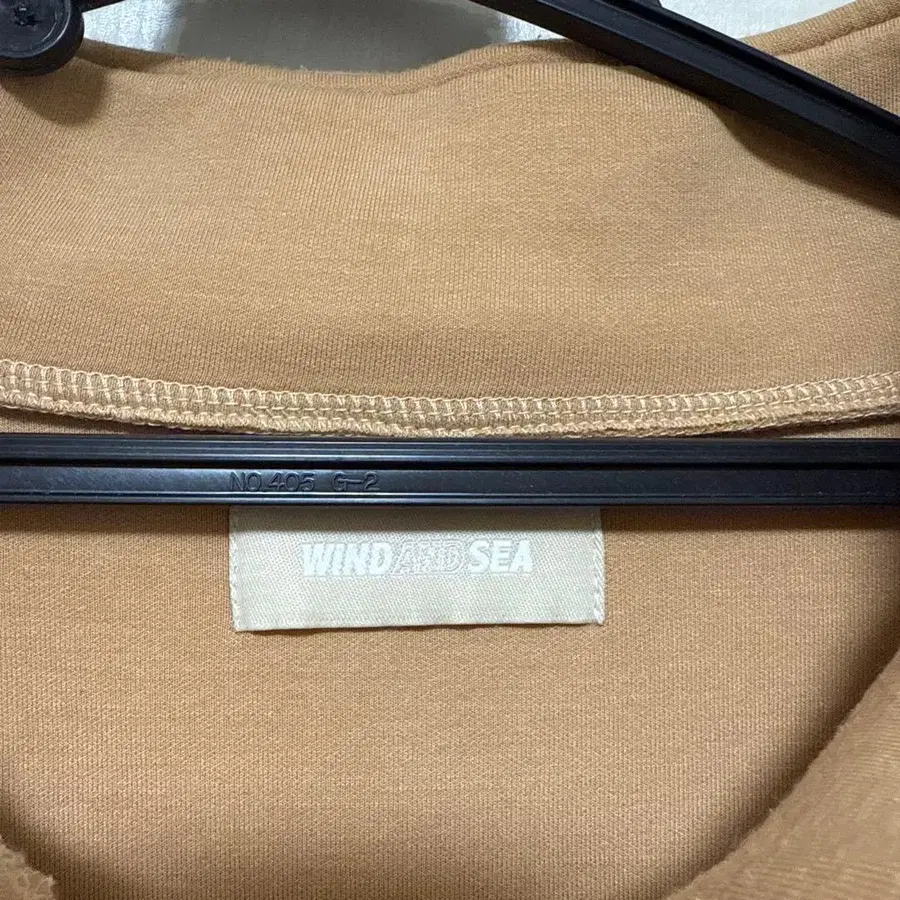 NO.405 G-2
WIND AND SEA